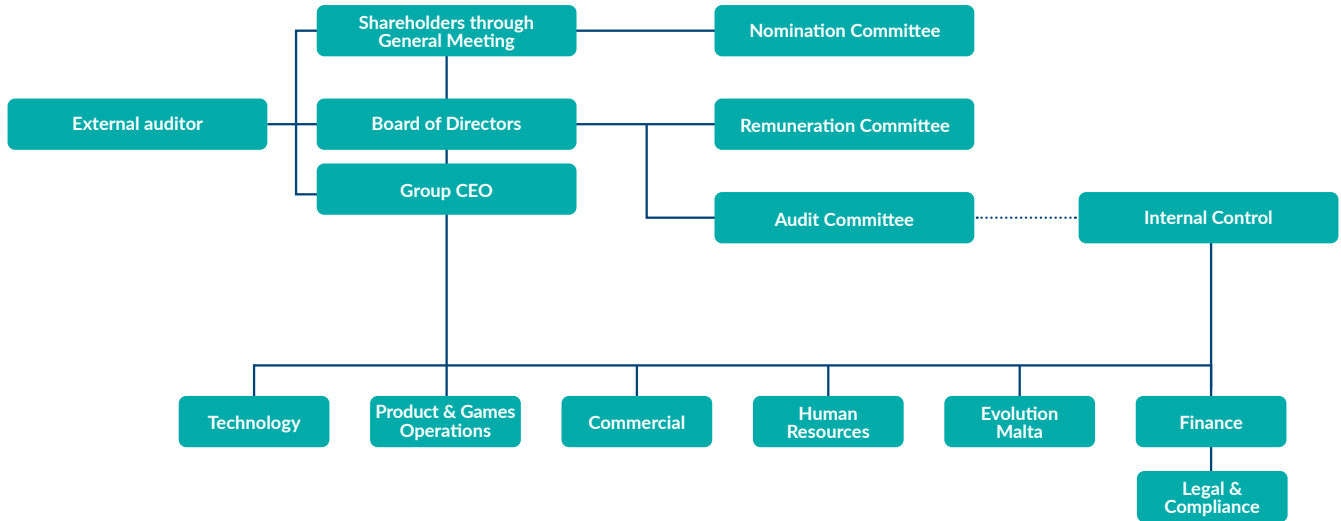 Shareholders through
General Meeting
Nomination Committee
External auditor
Board of Directors
Remuneration Committee
Group CEO
Audit Committee
Internal Control
Technology
Product & Games
Operations
Commercial
Human
Resources
Evolution
Malta
Finance
Legal &
Compliance